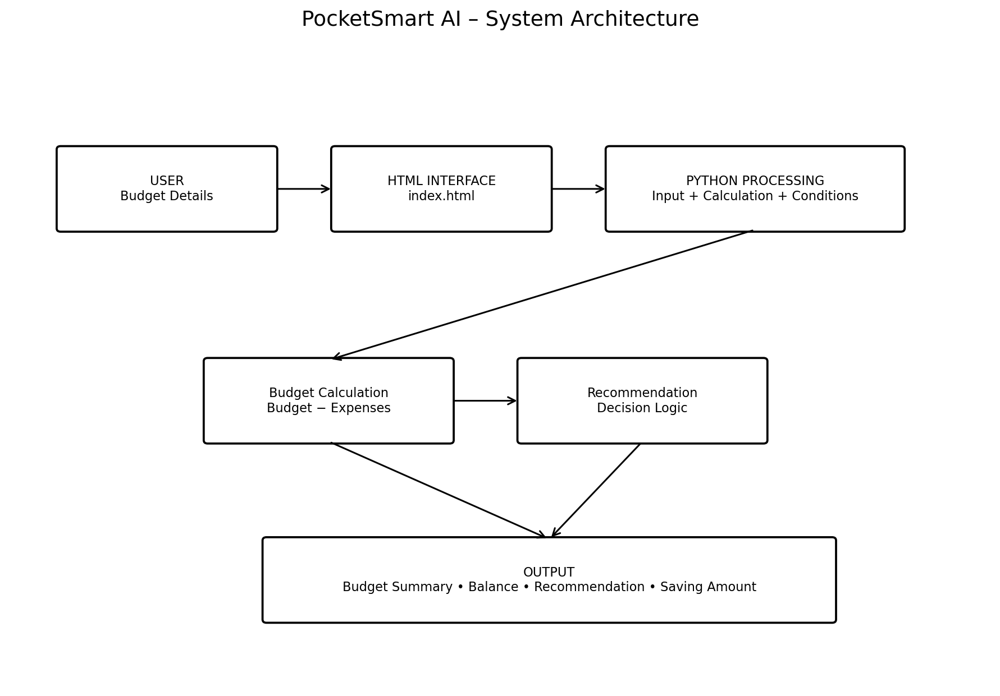 PocketSmart AI – System Architecture
USER
Budget Details
HTML INTERFACE
index.html
PYTHON PROCESSING
Input + Calculation + Conditions
Budget Calculation
Budget − Expenses
Recommendation
Decision Logic
OUTPUT
Budget Summary • Balance • Recommendation • Saving Amount